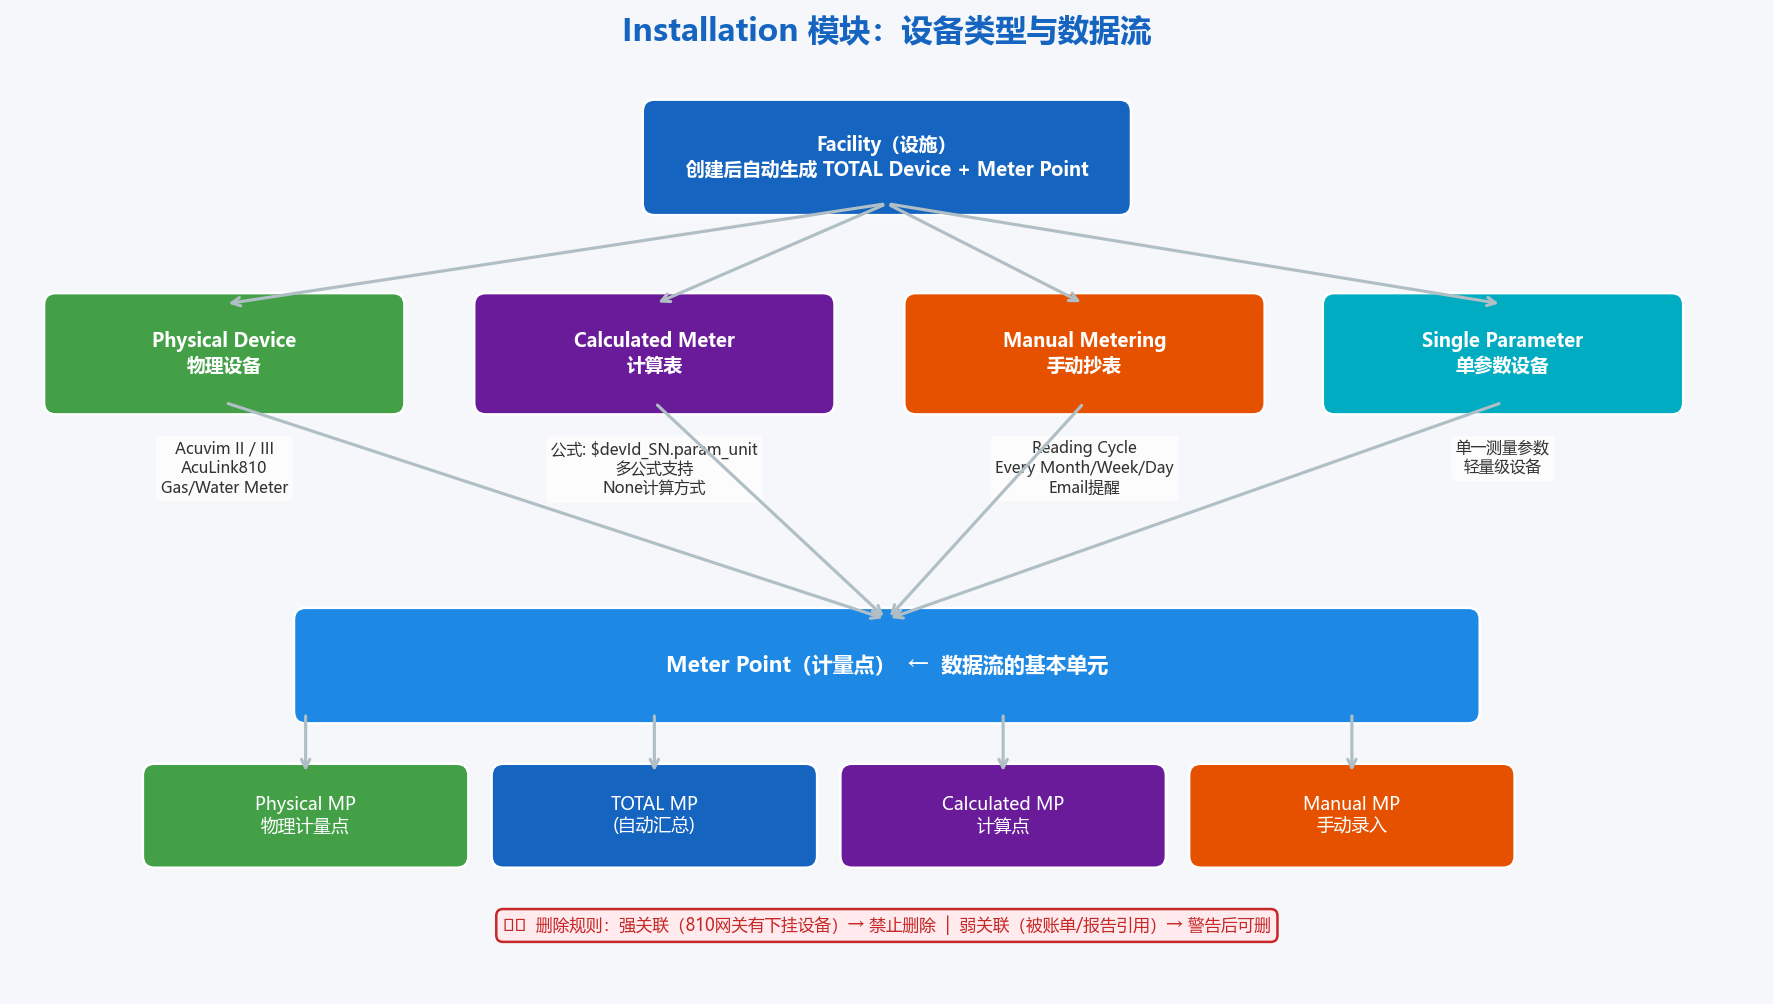 Installation 模块：设备类型与数据流
Facility（设施）
创建后自动生成 TOTAL Device + Meter Point
Physical Device
物理设备
Calculated Meter
计算表
Manual Metering
手动抄表
Single Parameter
单参数设备
Acuvim II / III
AcuLink810
Gas/Water Meter
公式: $devId_SN.param_unit
多公式支持
None计算方式
Reading Cycle
Every Month/Week/Day
Email提醒
单一测量参数
轻量级设备
Meter Point（计量点） ← 数据流的基本单元
Physical MP
物理计量点
TOTAL MP
(自动汇总)
Calculated MP
计算点
Manual MP
手动录入
删除规则：强关联（810网关有下挂设备）→ 禁止删除 | 弱关联（被账单/报告引用）→ 警告后可删